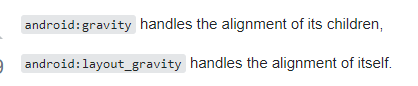 android:gravity handles the alignment of its children,
android:layout_gravity handles the alignment of itself.